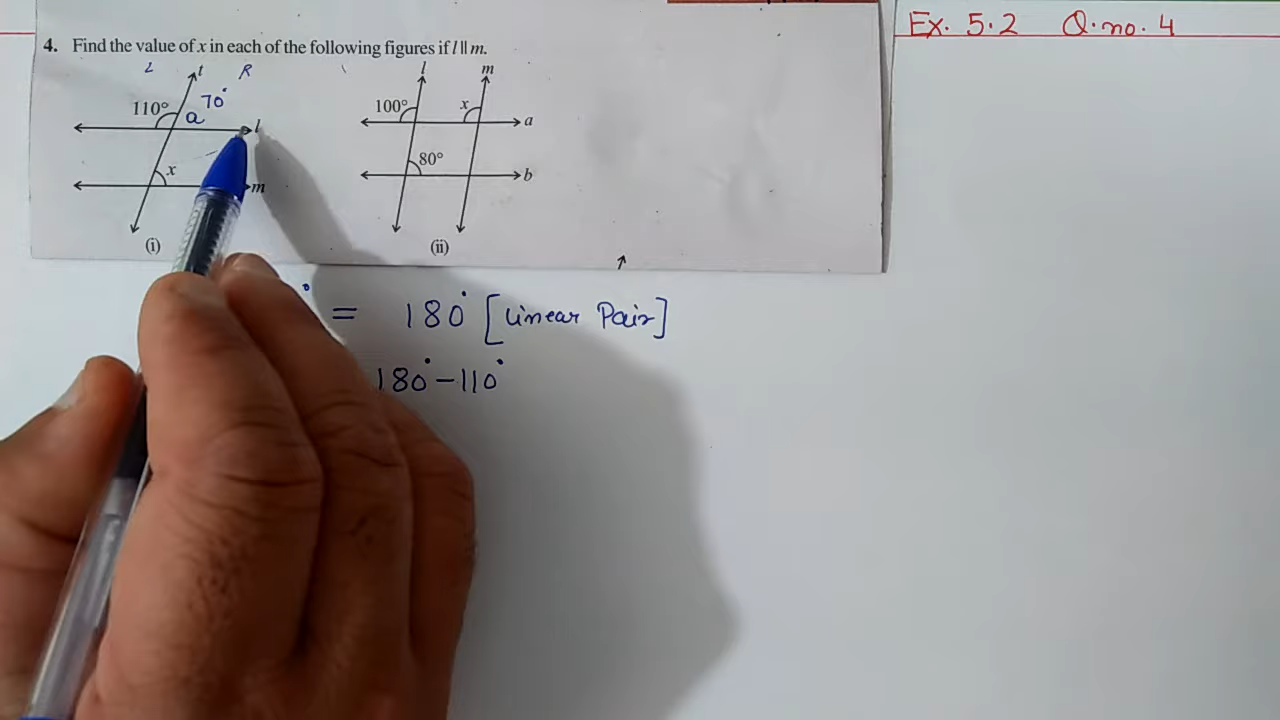 Ex. 5.2 Q.no. 4
4. Find the value of x in each of the following figures if l ll m.
L t R l m
110° a 70° 100° x
l a
x 80°
m b
(i) (ii)
° = 180° [Linear Pair]
180° - 110°